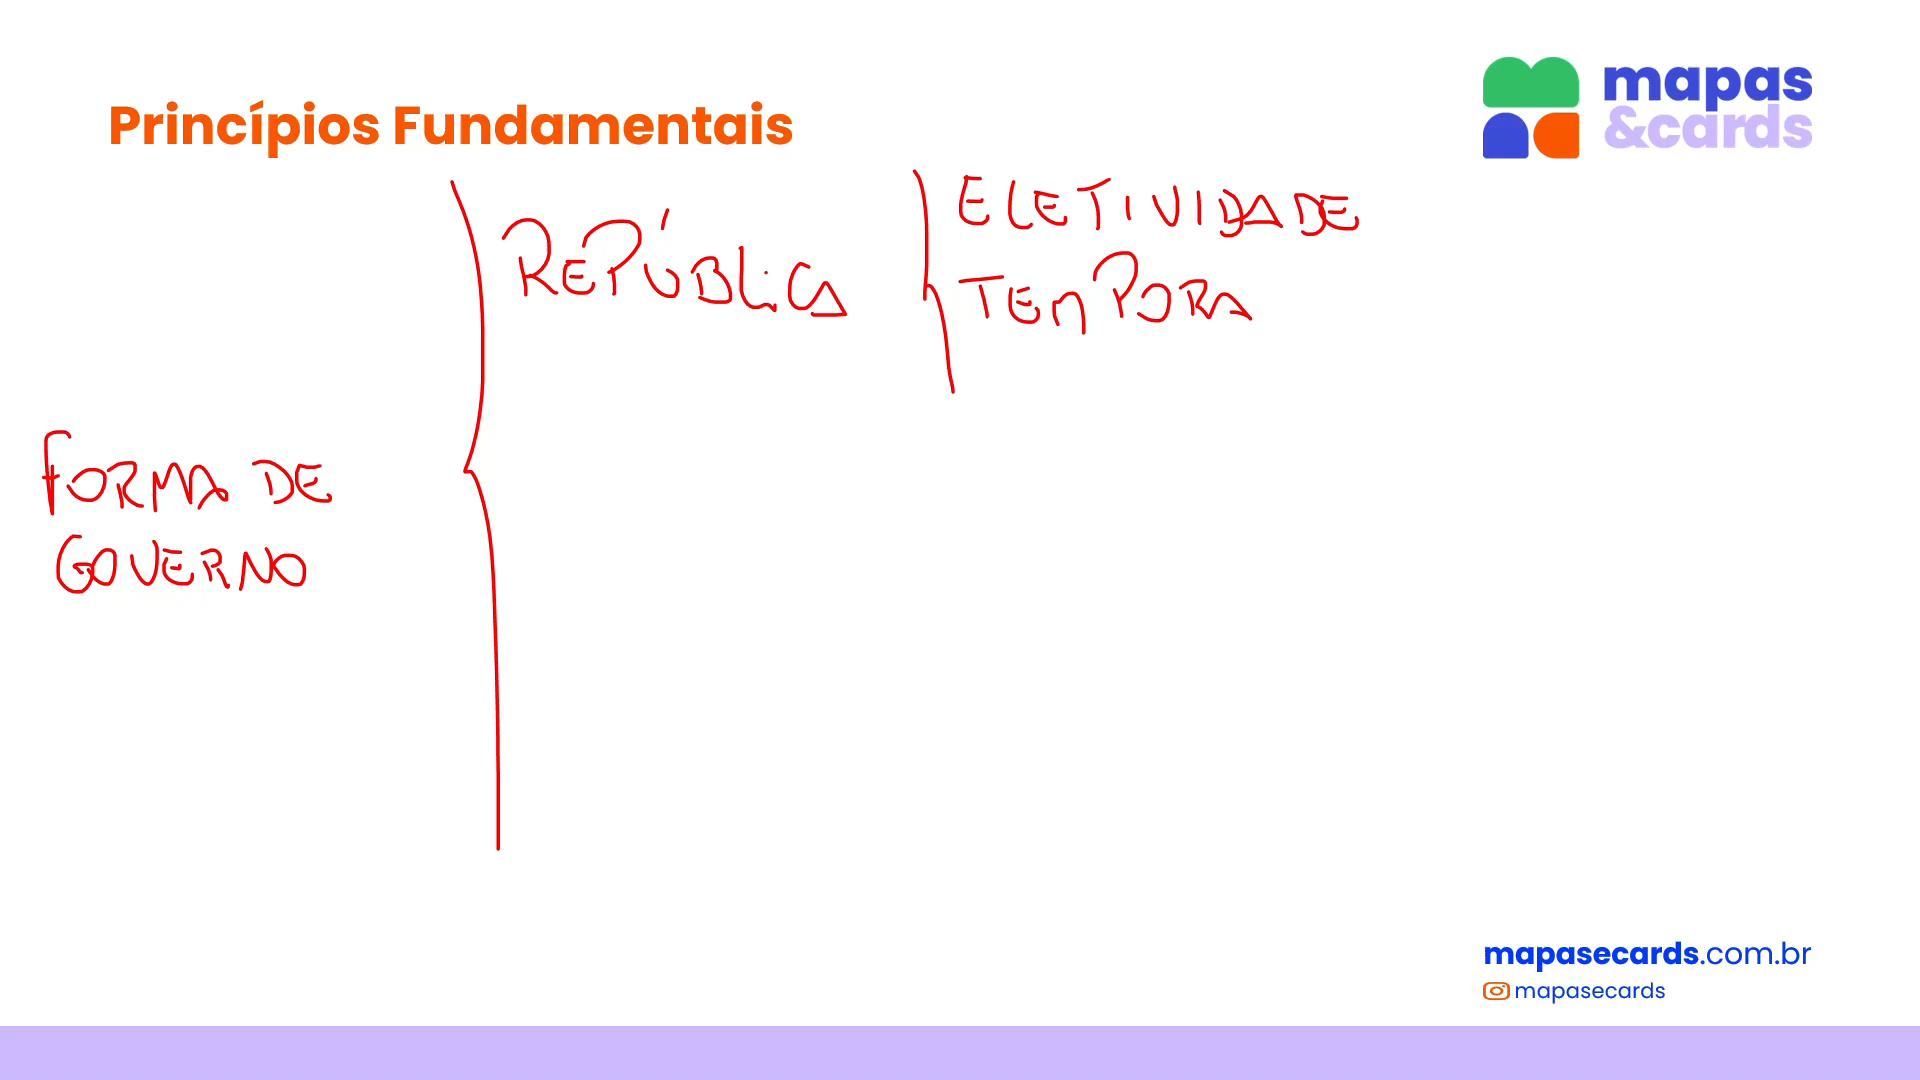 Princípios Fundamentais
mapas
&cards
FORMA DE
GOVERNO
REPÚBLICA
ELETIVIDADE
TEMPORA
mapasecards.com.br
mapasecards